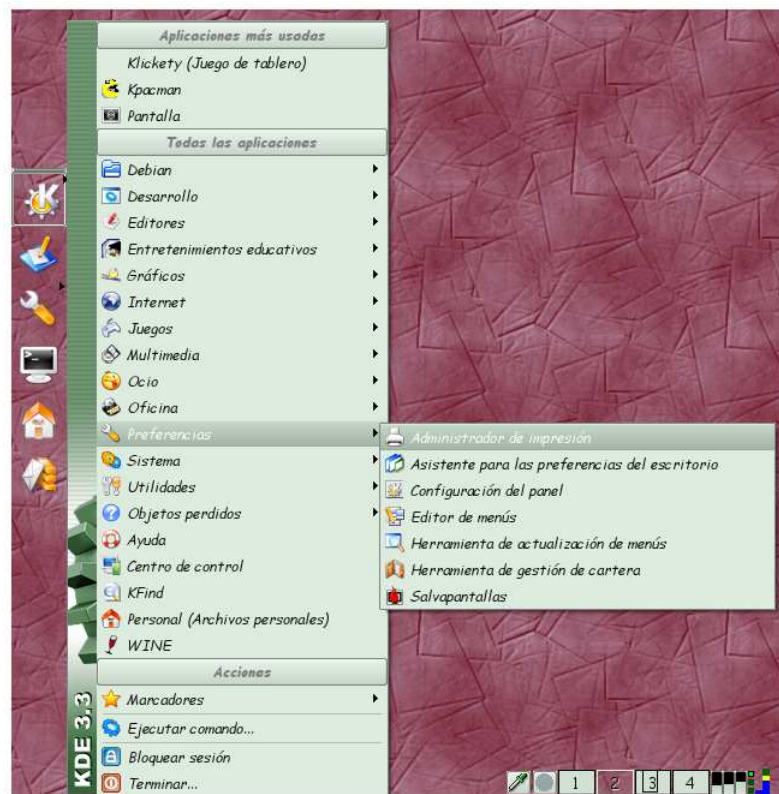 Aplicaciones más usadas
Klickety (Juego de tablero)
Kpacman
Pantalla
Todas las aplicaciones
Debian
Desarrollo
Editores
Entretenimientos educativos
Gráficos
Internet
Juegos
Multimedia
Ocio
Oficina
Preferencias
Sistema
Utilidades
Objetos perdidos
Ayuda
Centro de control
KFind
Personal (Archivos personales)
WINE
Acciones
Marcadores
Ejecutar comando...
Bloquear sesión
Terminar...
KDE 3.3
Administrador de impresión
Asistente para las preferencias del escritorio
Configuración del panel
Editor de menús
Herramienta de actualización de menús
Herramienta de gestión de cartera
Salvapantallas
1 2 3 4